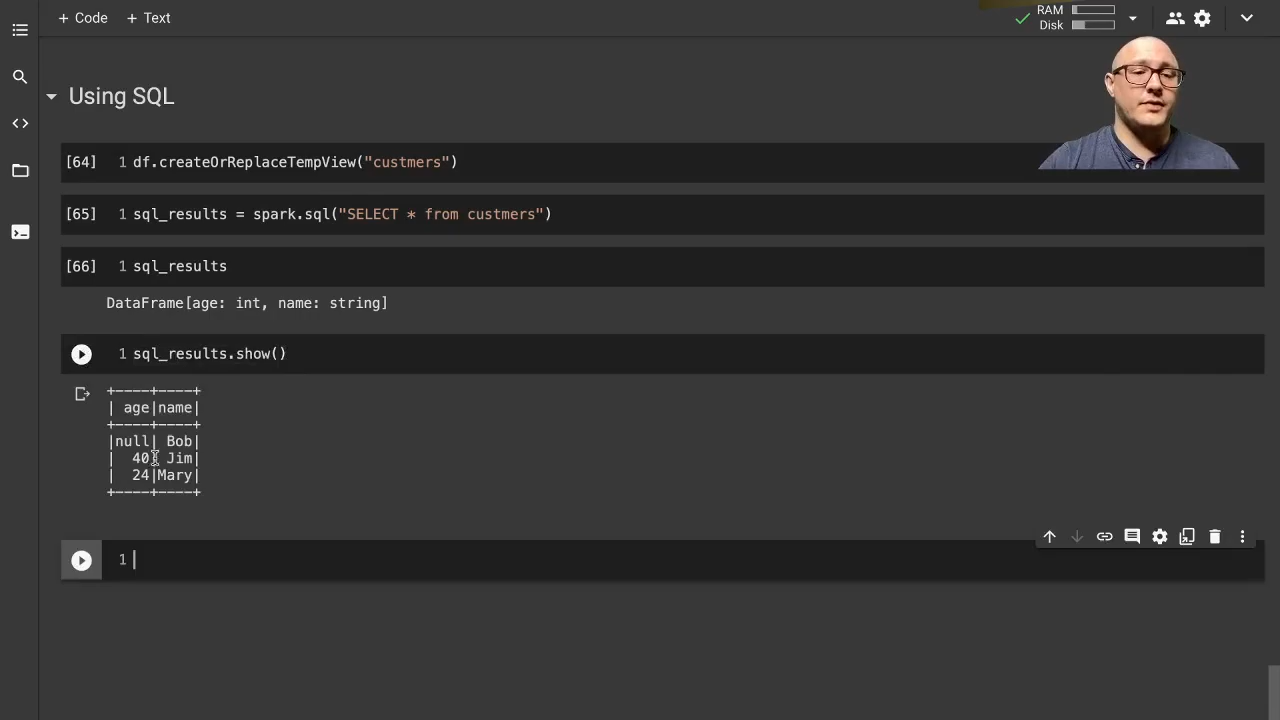 + Code + Text
RAM
Disk
Using SQL
[64] 1 df.createOrReplaceTempView("custmers")
[65] 1 sql_results = spark.sql("SELECT * from custmers")
[66] 1 sql_results
DataFrame[age: int, name: string]
1 sql_results.show()
+----+----+
| age|name|
+----+----+
|null| Bob|
|  40| Jim|
|  24|Mary|
+----+----+
1